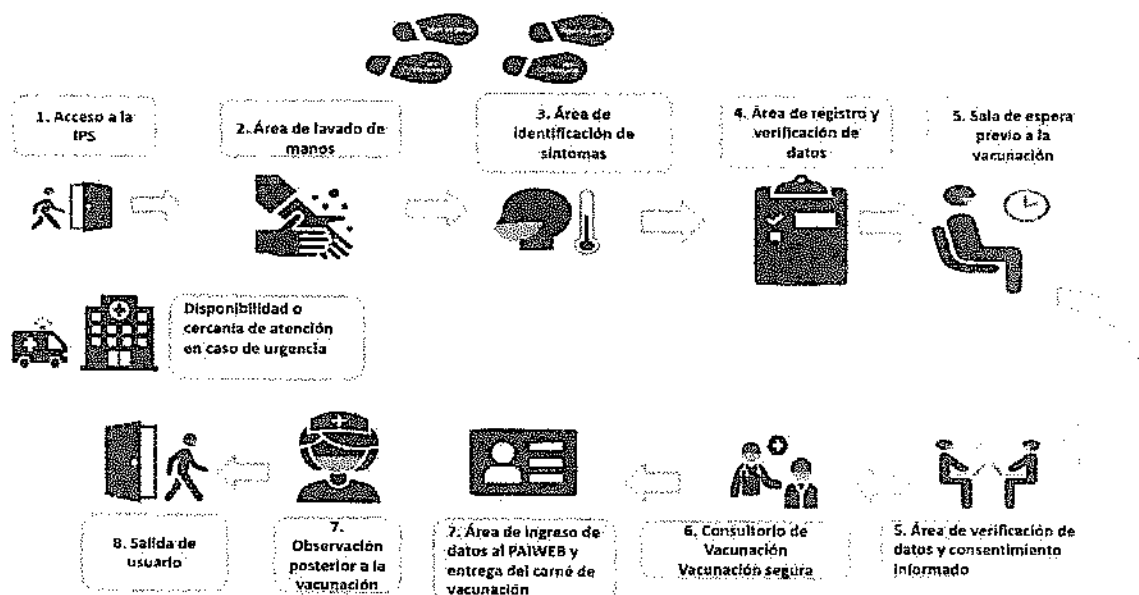 1. Acceso a la
IPS
2. Área de lavado de
manos
3. Área de
identificación de
síntomas
4. Área de registro y
verificación de
datos
5. Sala de espera
previo a la
vacunación
Disponibilidad o
cercanía de atención
en caso de urgencia
5. Área de verificación de
datos y consentimiento
informado
6. Consultorio de
Vacunación
Vacunación segura
7. Área de ingreso de
datos al PAIWEB y
entrega del carné de
vacunación
7.
Observación
posterior a la
vacunación
8. Salida de
usuario